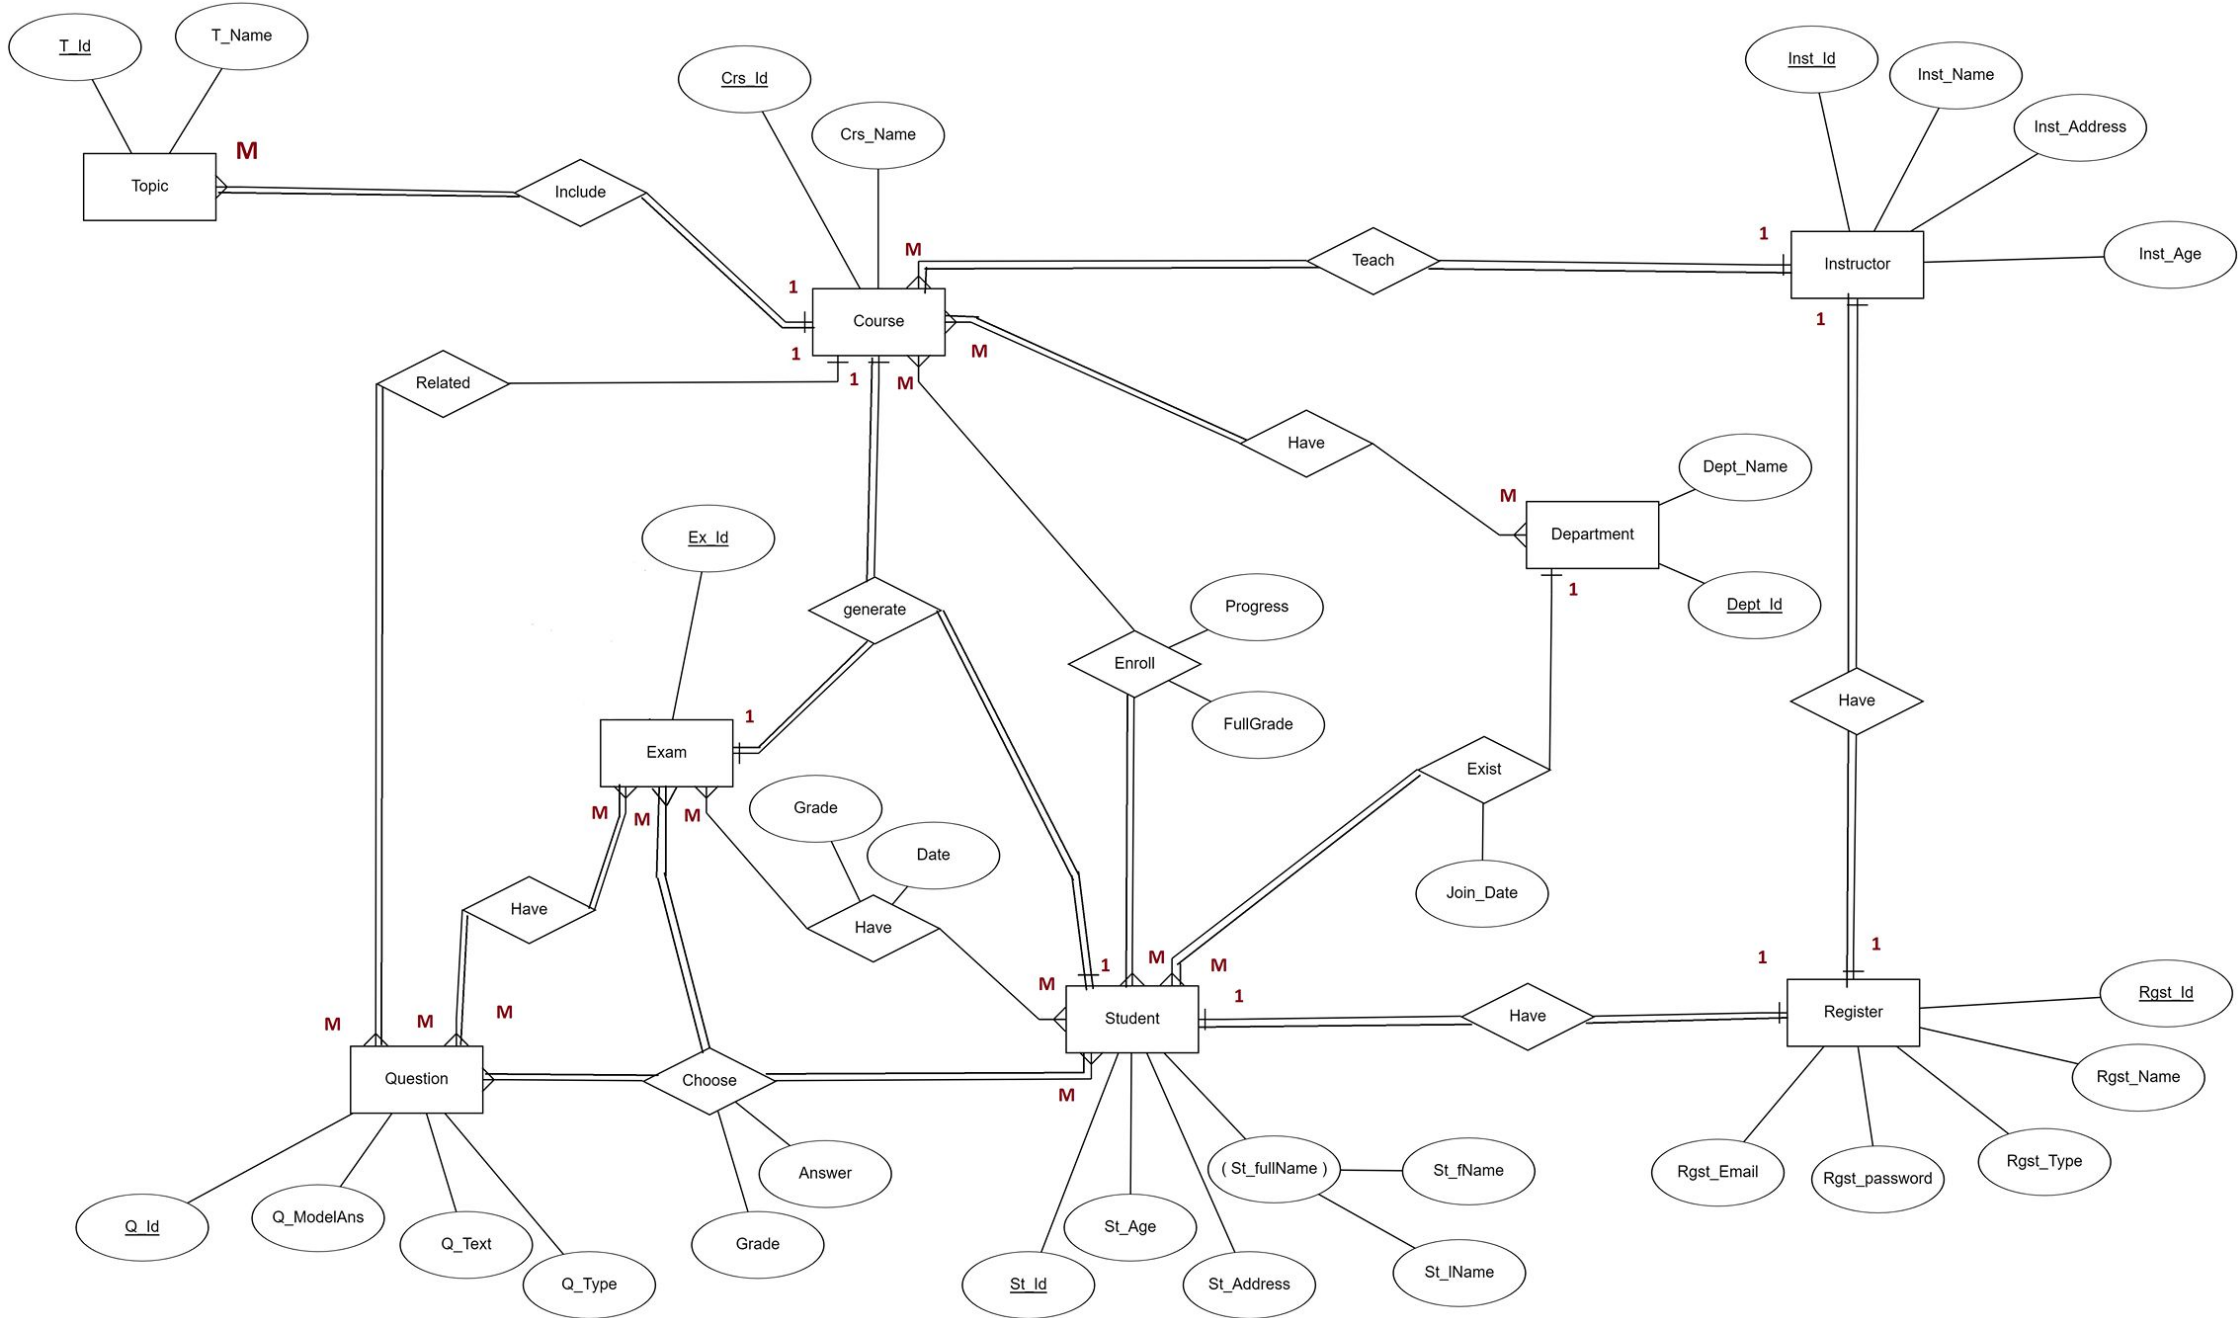 T_Id
T_Name
Topic
M
Include
Crs_Id
Crs_Name
1
Course
M
Teach
1
Inst_Id
Inst_Name
Inst_Address
Inst_Age
Instructor
1
1
Related
1
M
M
Have
M
Department
Dept_Name
Dept_Id
1
Ex_Id
generate
Enroll
Progress
FullGrade
Have
Exam
1
M
M
M
Grade
Date
Have
Have
Exist
Join_Date
M
M
M
M
1
M
M
1
Student
Have
1
1
Register
Rgst_Id
Rgst_Name
Rgst_Type
Rgst_password
Rgst_Email
Question
Choose
M
Answer
Grade
Q_Id
Q_ModelAns
Q_Text
Q_Type
St_Id
St_Age
St_Address
( St_fullName )
St_fName
St_lName